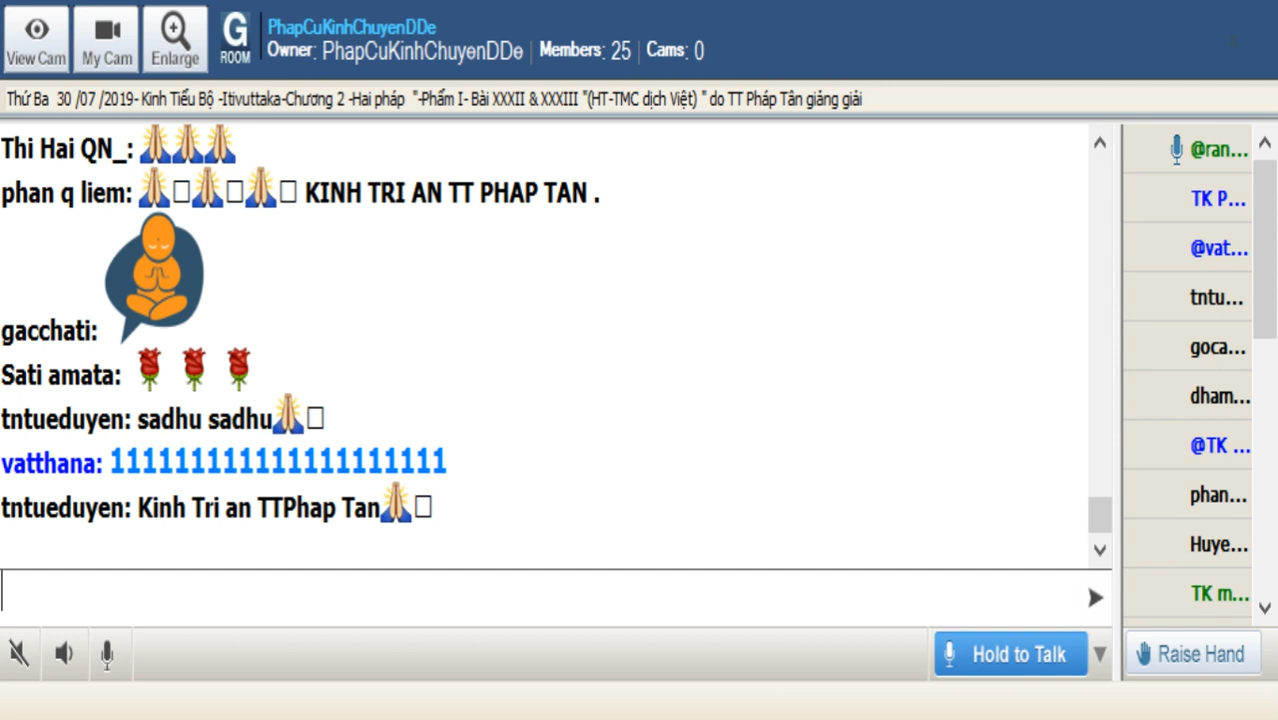 View Cam
My Cam
Enlarge
G
ROOM
PhapCuKinhChuyenDDe
Owner: PhapCuKinhChuyenDDe | Members: 25 | Cams: 0
Thứ Ba 30 /07 /2019- Kinh Tiểu Bộ -Itivuttaka-Chương 2 -Hai pháp "-Phẩm I- Bài XXXII & XXXIII "(HT-TMC dịch Việt) " do TT Pháp Tân giảng giải
Thi Hai QN_: 🙏🙏🙏
phan q liem: 🙏□🙏□🙏□ KINH TRI AN TT PHAP TAN .
gacchati:
Sati amata: 🌹 🌹 🌹
tntueduyen: sadhu sadhu🙏□
vatthana: 111111111111111111111
tntueduyen: Kinh Tri an TTPhap Tan🙏□
@ran...
TK P...
@vat...
tntu...
goca...
dham...
@TK ...
phan...
Huye...
TK m...
Hold to Talk
Raise Hand